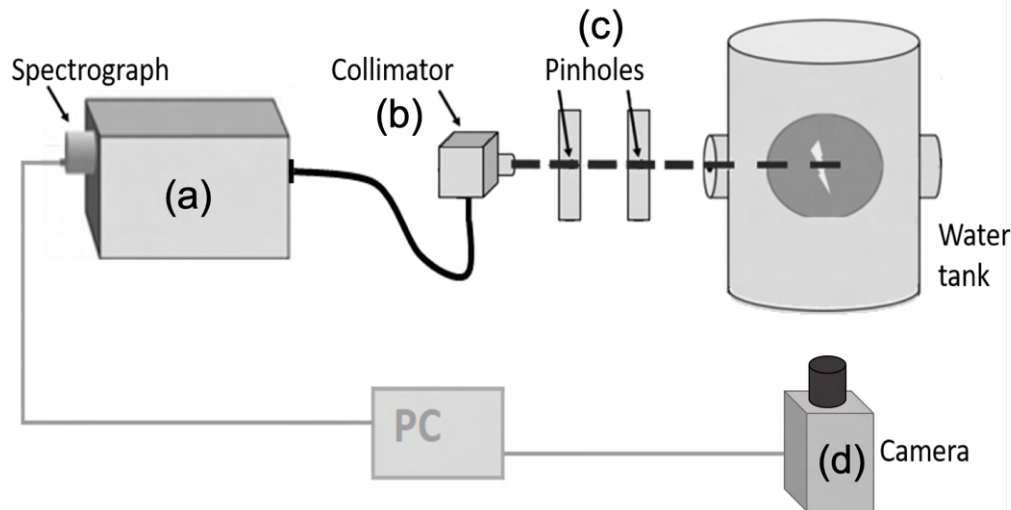 (c)
Spectrograph
Collimator
Pinholes
(b)
(a)
Water
tank
PC
(d)
Camera